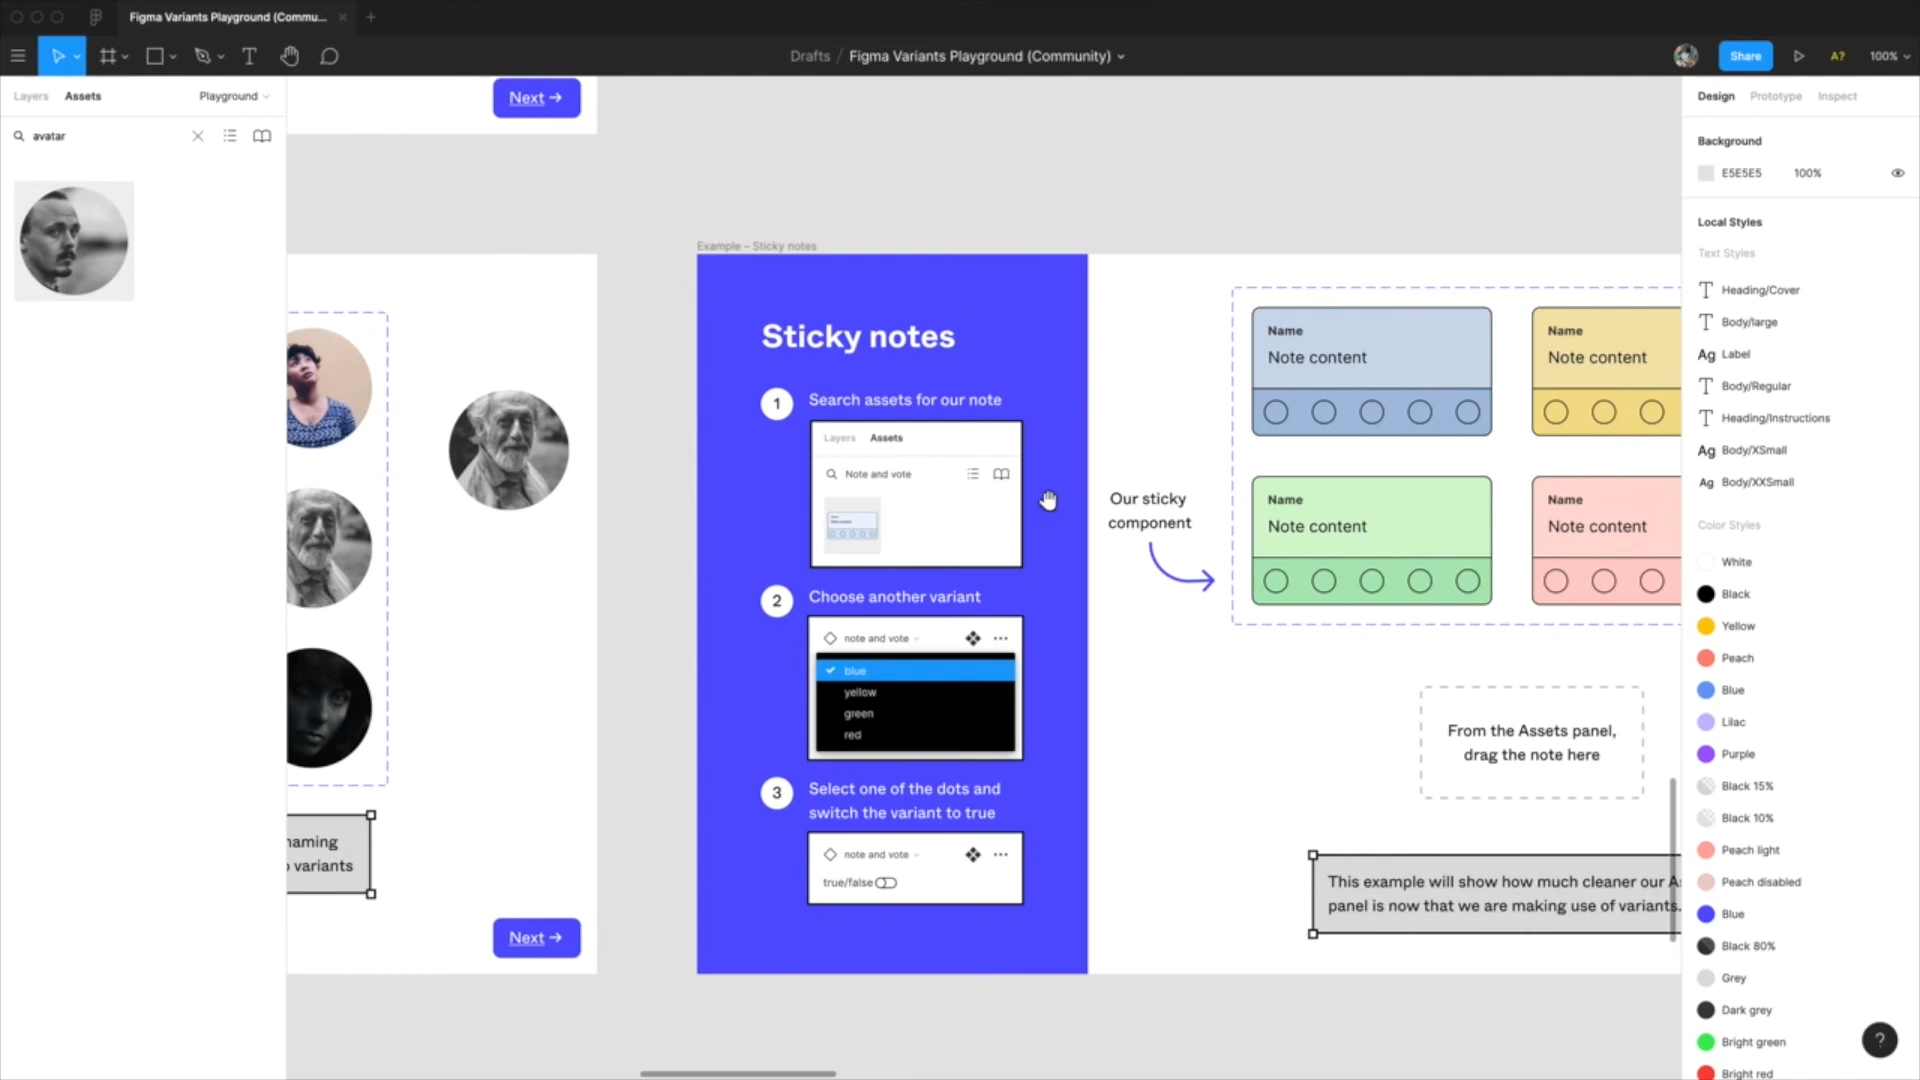 Figma Variants Playground (Commu...
Drafts / Figma Variants Playground (Community)
Share
A?
100%
Layers Assets
Playground
avatar
Next →
naming
variants
Next →
Example – Sticky notes
Sticky notes
1
Search assets for our note
Layers Assets
Note and vote
Name
Note content
2
Choose another variant
note and vote
blue
yellow
green
red
3
Select one of the dots and
switch the variant to true
note and vote
true/false
Our sticky
component
Name
Note content
Name
Note content
Name
Note content
Name
Note content
From the Assets panel,
drag the note here
This example will show how much cleaner our A
panel is now that we are making use of variants.
Design Prototype Inspect
Background
E5E5E5 100%
Local Styles
Text Styles
Heading/Cover
Body/large
Ag Label
Body/Regular
Heading/Instructions
Ag Body/XSmall
Ag Body/XXSmall
Color Styles
White
Black
Yellow
Peach
Blue
Lilac
Purple
Black 15%
Black 10%
Peach light
Peach disabled
Blue
Black 80%
Grey
Dark grey
Bright green
Bright red
?